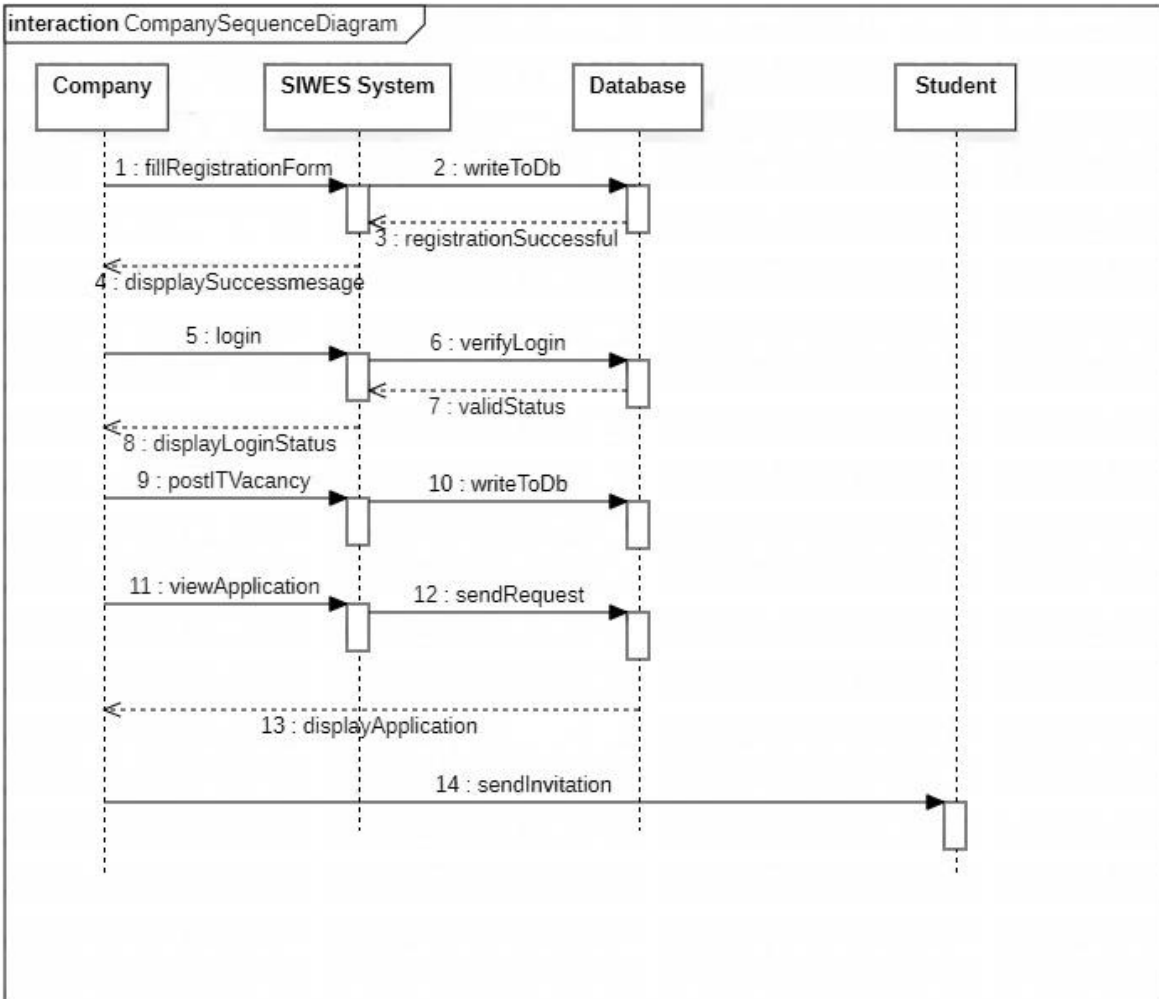 interaction CompanySequenceDiagram
Company
SIWES System
Database
Student
1 : fillRegistrationForm
2 : writeToDb
3 : registrationSuccessful
4 : dispplaySuccessmesage
5 : login
6 : verifyLogin
7 : validStatus
8 : displayLoginStatus
9 : postITVacancy
10 : writeToDb
11 : viewApplication
12 : sendRequest
13 : displayApplication
14 : sendInvitation